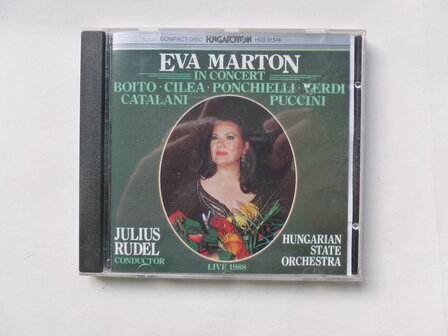 COMPACT DISC HUNGAROTON HCD 31546
EVA MARTON
IN CONCERT
BOITO · CILEA · PONCHIELLI · VERDI
CATALANI PUCCINI
JULIUS
RUDEL
CONDUCTOR
HUNGARIAN
STATE
ORCHESTRA
LIVE 1988